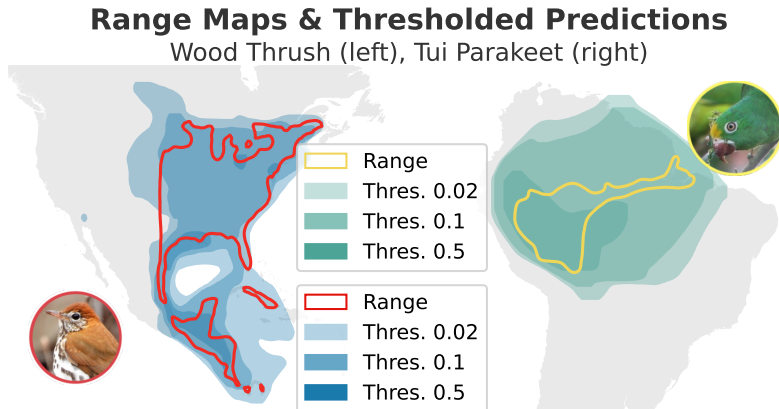 Range Maps & Thresholded Predictions
Wood Thrush (left), Tui Parakeet (right)
Range
Thres. 0.02
Thres. 0.1
Thres. 0.5
Range
Thres. 0.02
Thres. 0.1
Thres. 0.5